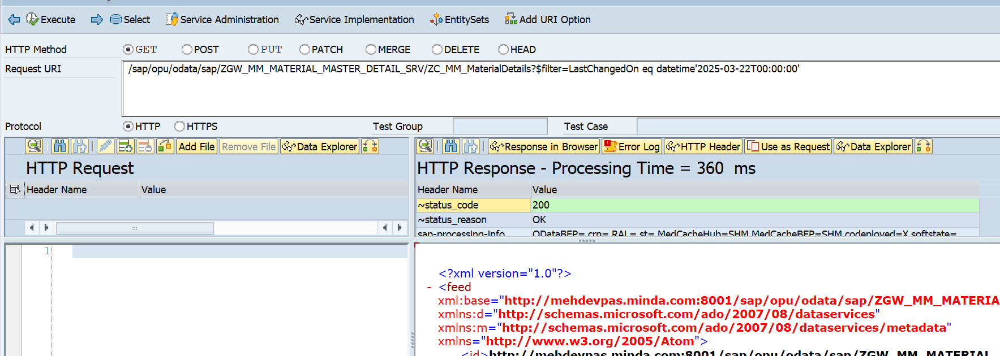 Execute Select Service Administration Service Implementation EntitySets Add URI Option
HTTP Method GET POST PUT PATCH MERGE DELETE HEAD
Request URI /sap/opu/odata/sap/ZGW_MM_MATERIAL_MASTER_DETAIL_SRV/ZC_MM_MaterialDetails?$filter=LastChangedOn eq datetime'2025-03-22T00:00:00'
Protocol HTTP HTTPS Test Group Test Case
Add File Remove File Data Explorer Response in Browser Error Log HTTP Header Use as Request Data Explorer
HTTP Request HTTP Response - Processing Time = 360 ms
Header Name Value Header Name Value
~status_code 200
~status_reason OK
sap-processing-info ODataBEP= crp= RAL= st= MedCacheHub=SHM MedCacheBEP=SHM codeployed=X softstate=
1
<?xml version="1.0"?>
- <feed
xml:base="http://mehdevpas.minda.com:8001/sap/opu/odata/sap/ZGW_MM_MATERIA
xmlns:d="http://schemas.microsoft.com/ado/2007/08/dataservices"
xmlns:m="http://schemas.microsoft.com/ado/2007/08/dataservices/metadata"
xmlns="http://www.w3.org/2005/Atom">
<id>http://mehdevpas.minda.com:8001/sap/opu/odata/sap/ZGW_MM_MATERIAL_